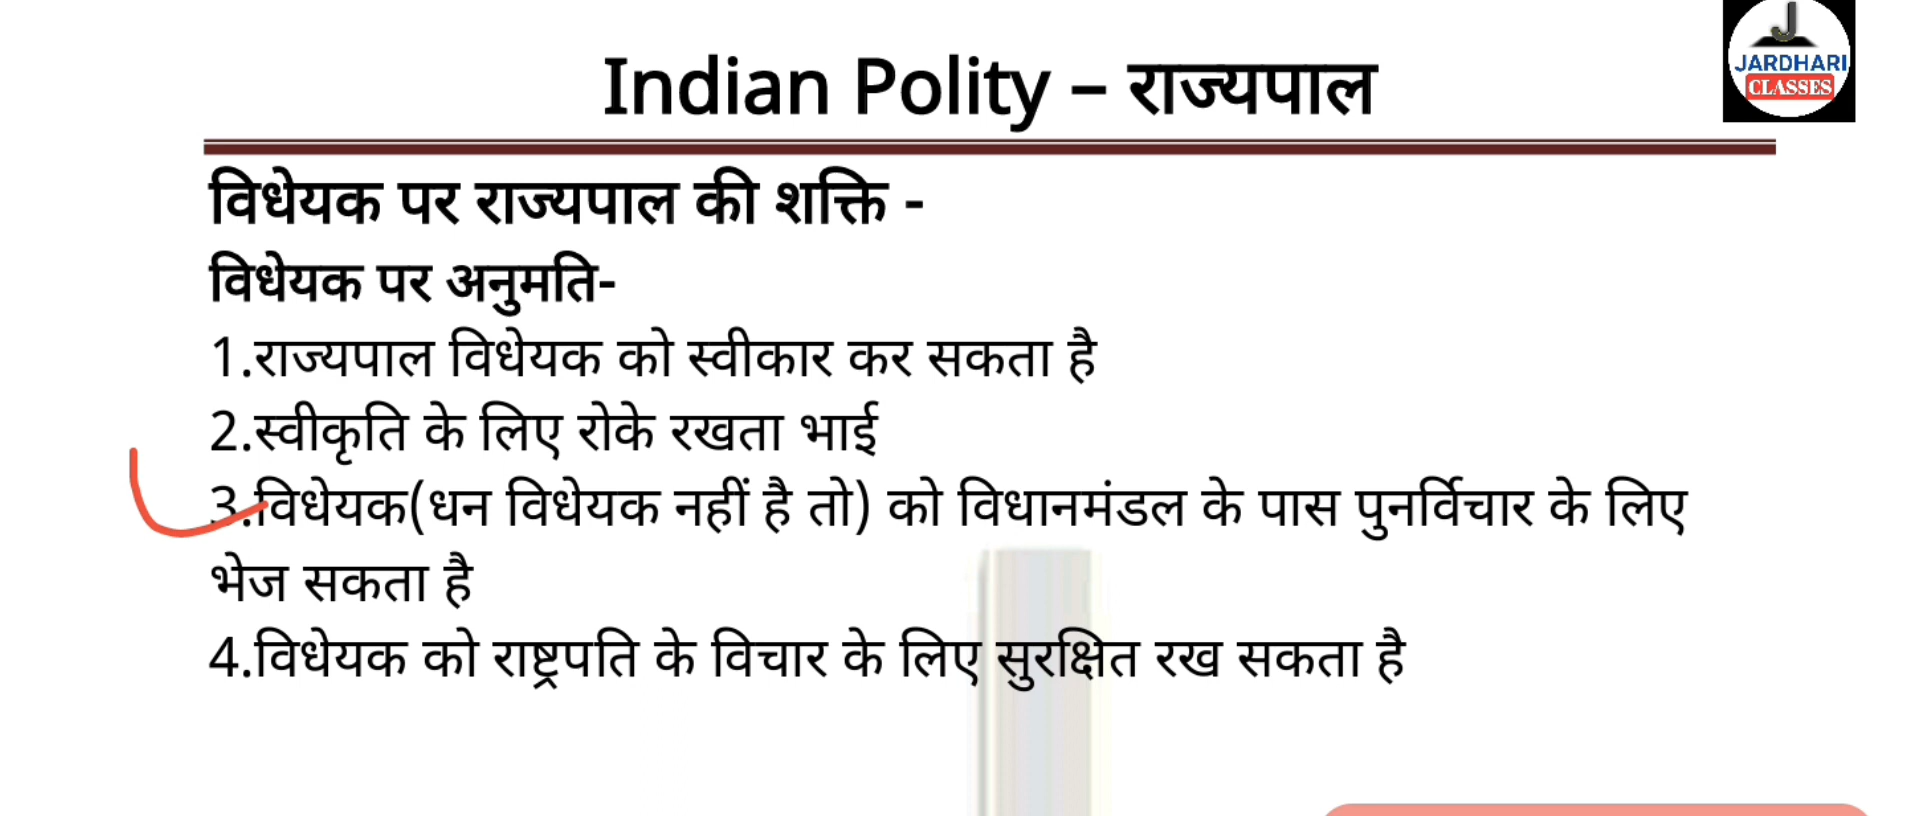 J
JARDHARI
CLASSES
Indian Polity – राज्यपाल
विधेयक पर राज्यपाल की शक्ति -
विधेयक पर अनुमति-
1.राज्यपाल विधेयक को स्वीकार कर सकता है
2.स्वीकृति के लिए रोके रखता भाई
3.विधेयक(धन विधेयक नहीं है तो) को विधानमंडल के पास पुनर्विचार के लिए
भेज सकता है
4.विधेयक को राष्ट्रपति के विचार के लिए सुरक्षित रख सकता है